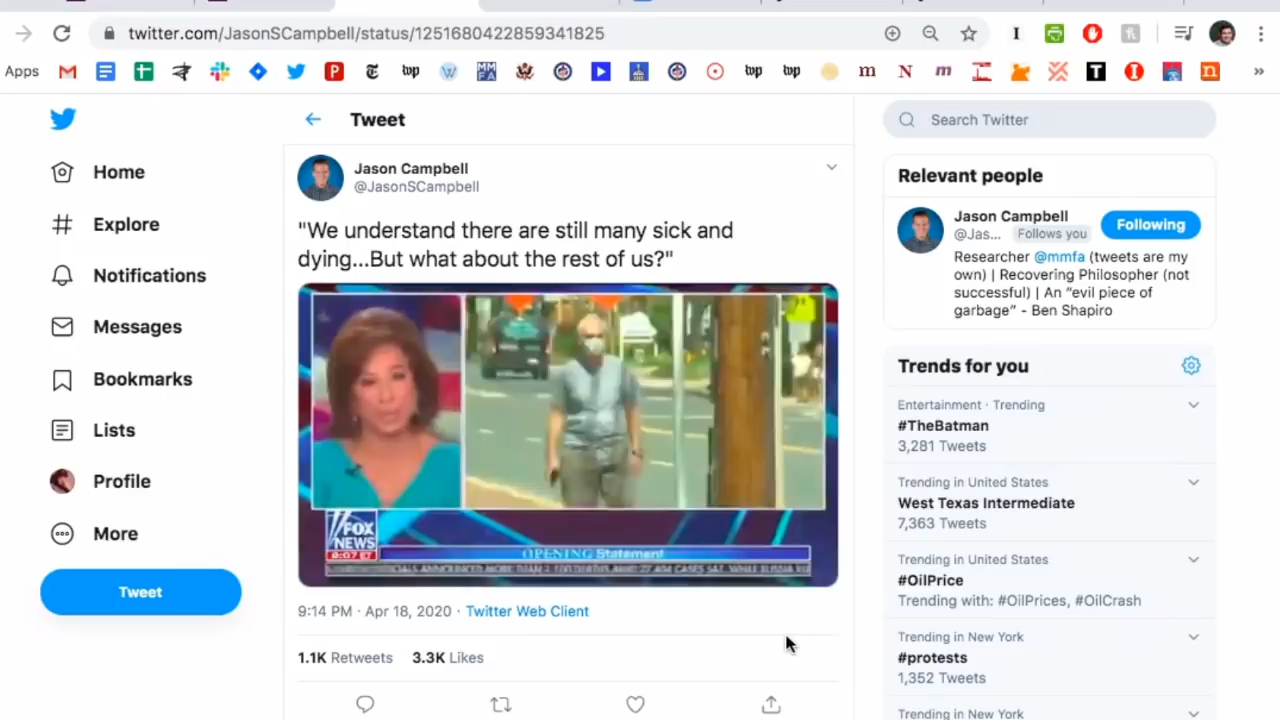 twitter.com/JasonSCampbell/status/1251680422859341825
Apps
Home
Explore
Notifications
Messages
Bookmarks
Lists
Profile
More
Tweet
Tweet
Jason Campbell
@JasonSCampbell
"We understand there are still many sick and
dying...But what about the rest of us?"
FOX
NEWS
OPENING Statement
9:14 PM · Apr 18, 2020 · Twitter Web Client
1.1K Retweets 3.3K Likes
Search Twitter
Relevant people
Jason Campbell
@Jas... Follows you
Following
Researcher @mmfa (tweets are my
own) | Recovering Philosopher (not
successful) | An "evil piece of
garbage" - Ben Shapiro
Trends for you
Entertainment · Trending
#TheBatman
3,281 Tweets
Trending in United States
West Texas Intermediate
7,363 Tweets
Trending in United States
#OilPrice
Trending with: #OilPrices, #OilCrash
Trending in New York
#protests
1,352 Tweets
Trending in New York